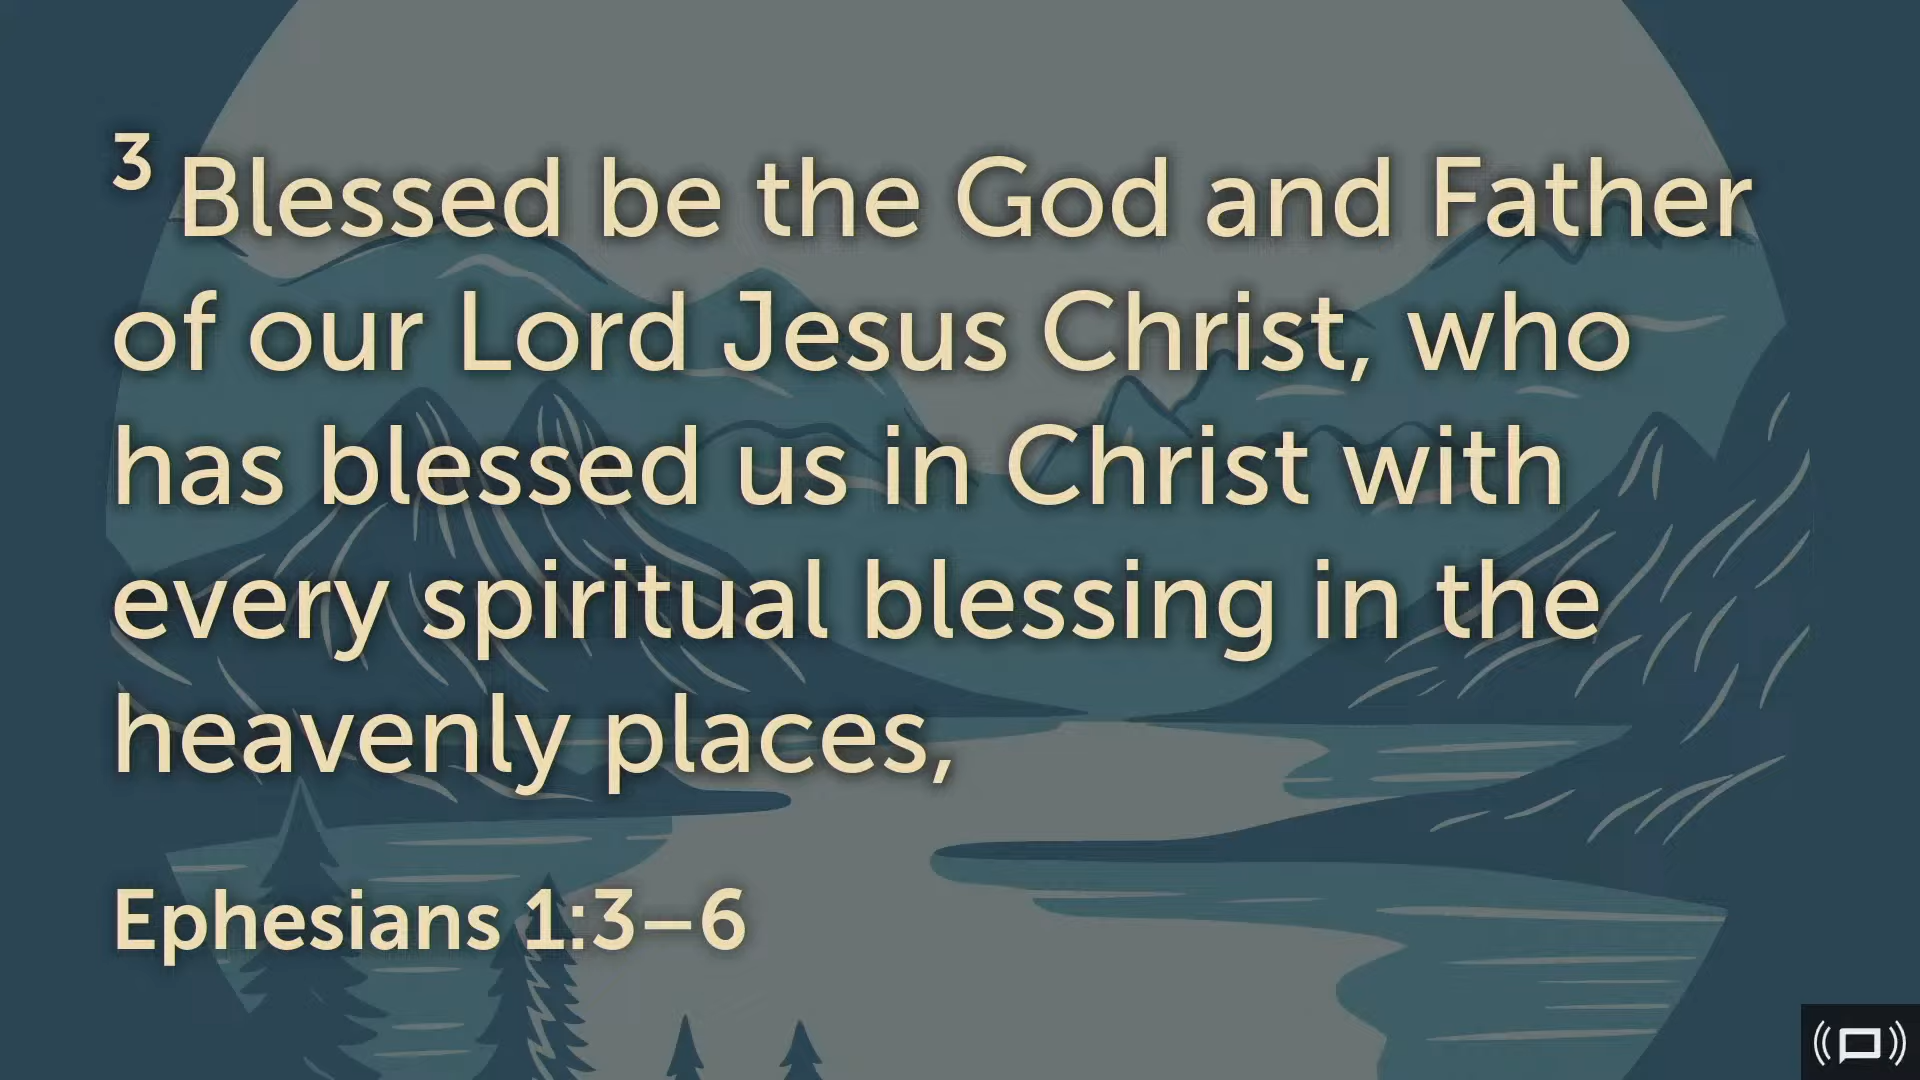 3 Blessed be the God and Father
of our Lord Jesus Christ, who
has blessed us in Christ with
every spiritual blessing in the
heavenly places,
Ephesians 1:3–6